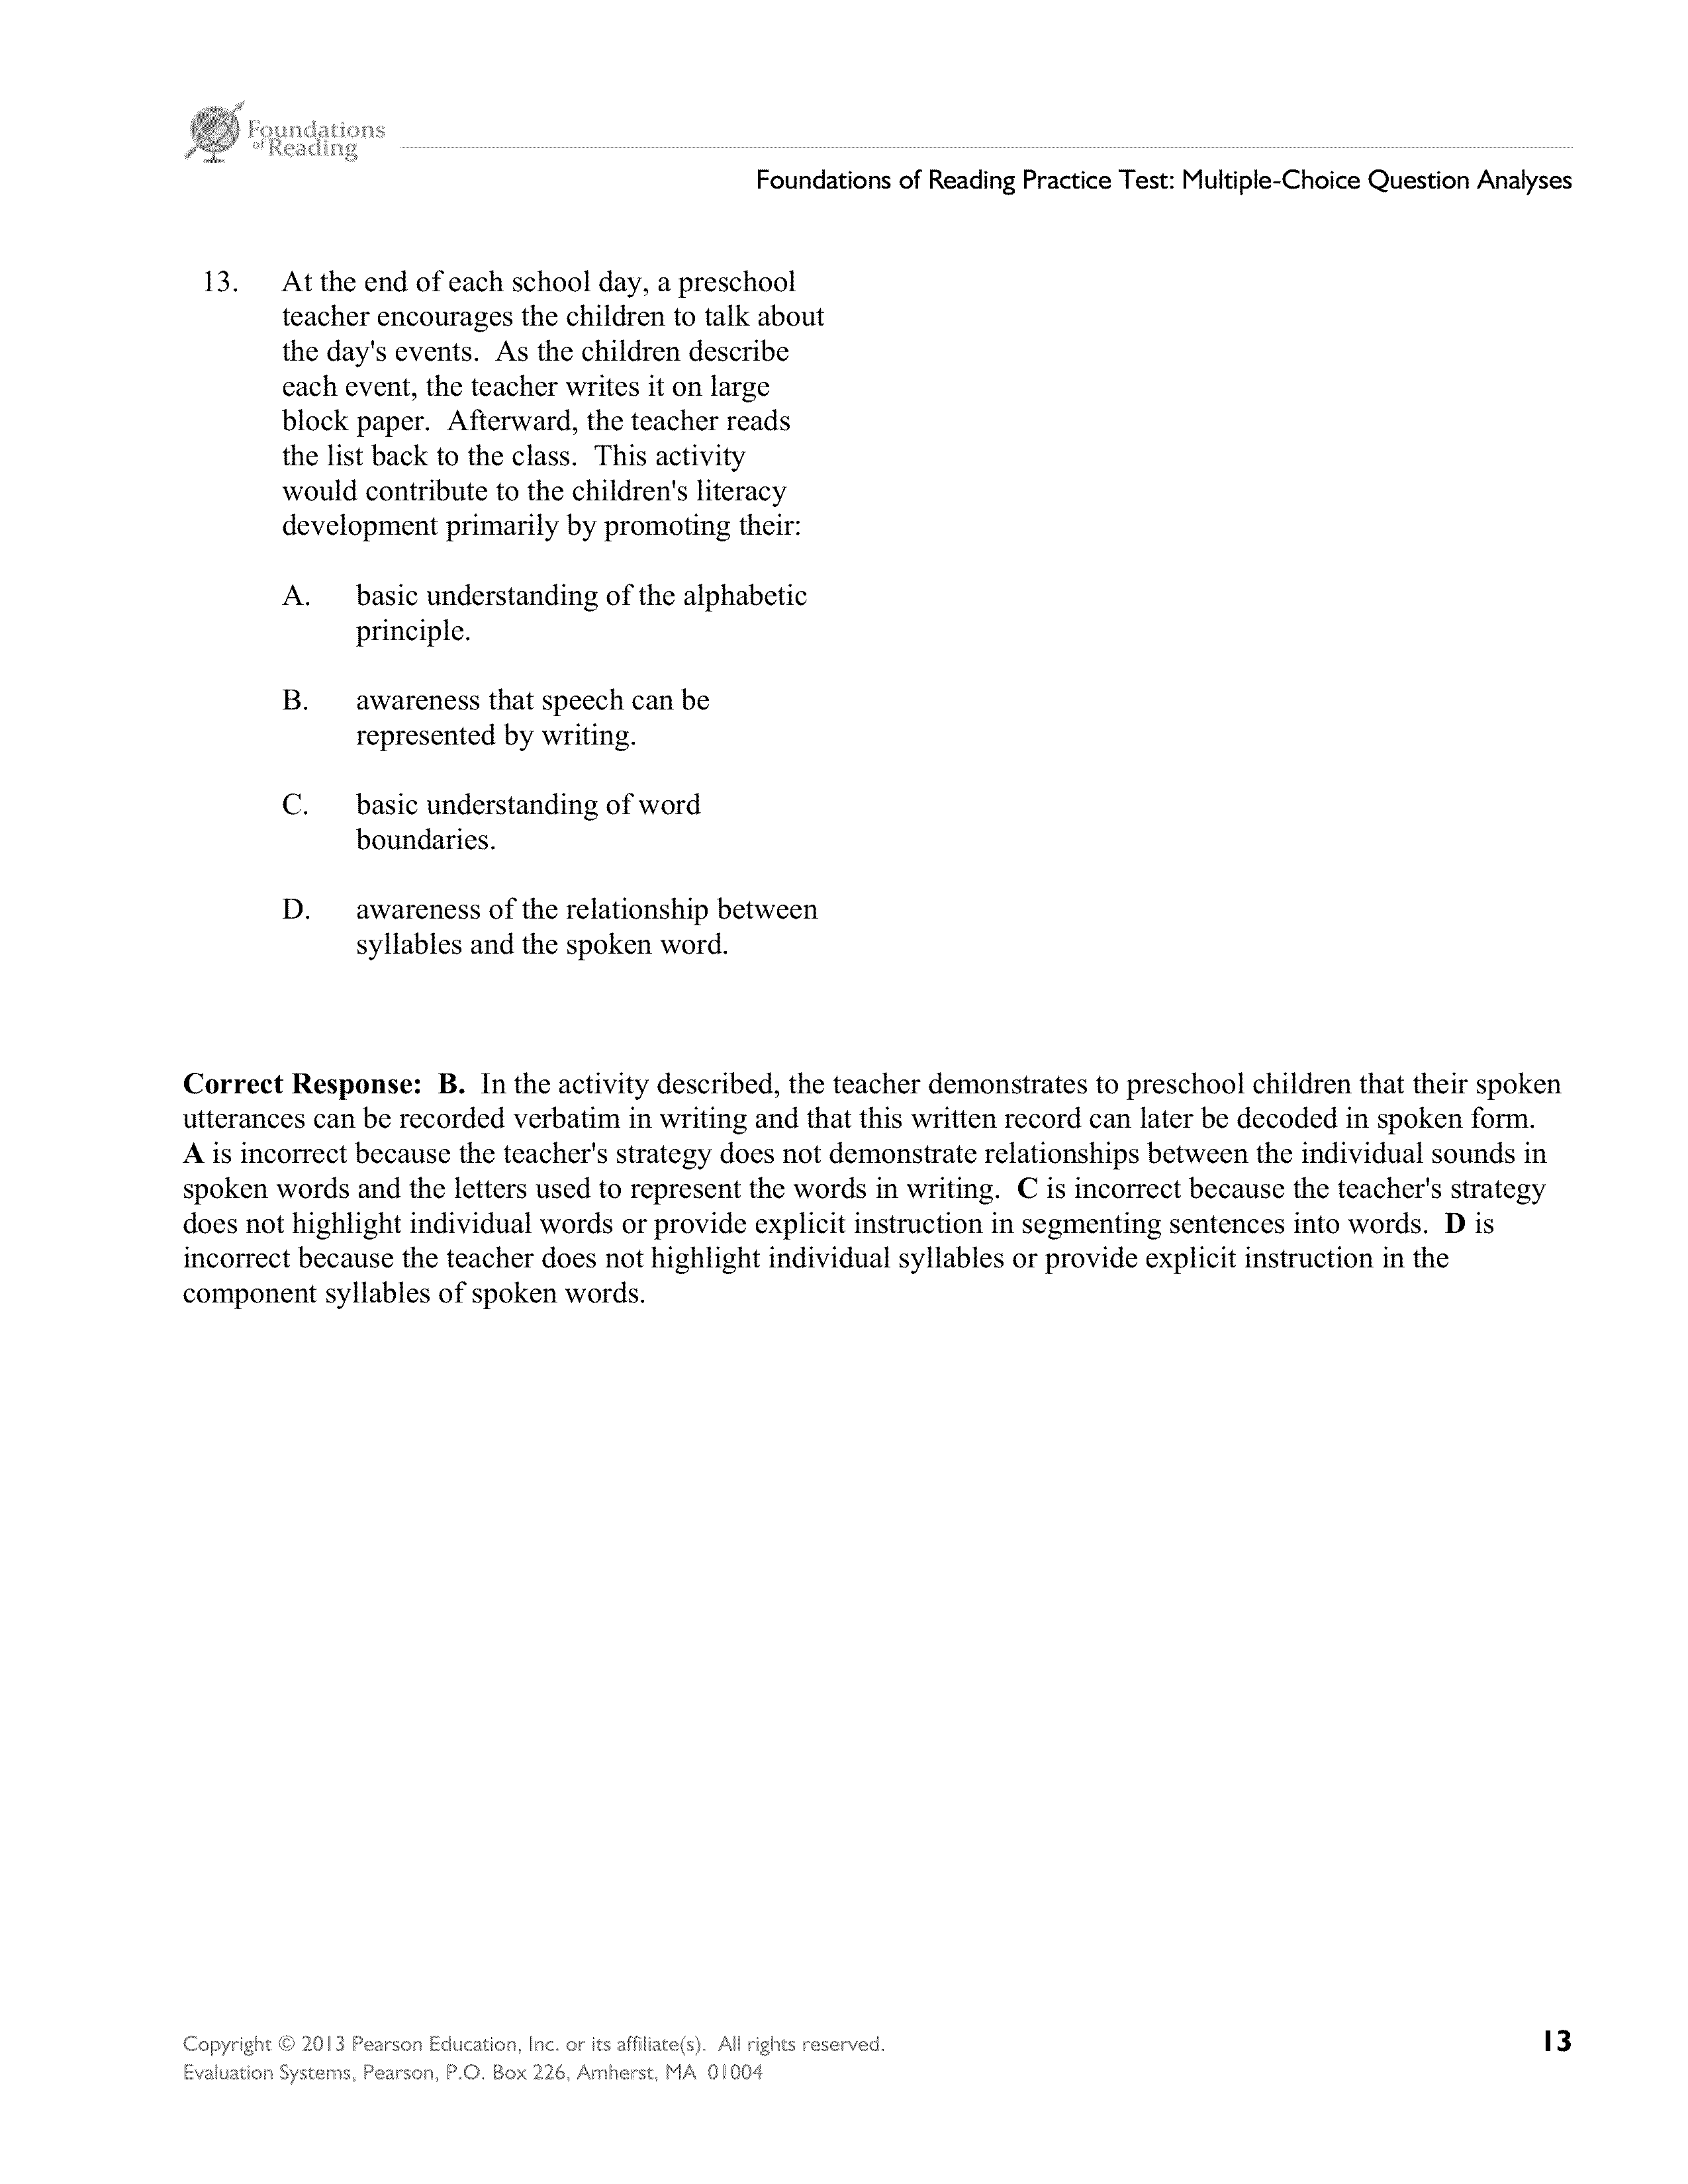 Foundations
of Reading
Foundations of Reading Practice Test: Multiple-Choice Question Analyses
13. At the end of each school day, a preschool
teacher encourages the children to talk about
the day's events. As the children describe
each event, the teacher writes it on large
block paper. Afterward, the teacher reads
the list back to the class. This activity
would contribute to the children's literacy
development primarily by promoting their:
A. basic understanding of the alphabetic
principle.
B. awareness that speech can be
represented by writing.
C. basic understanding of word
boundaries.
D. awareness of the relationship between
syllables and the spoken word.
Correct Response: B. In the activity described, the teacher demonstrates to preschool children that their spoken
utterances can be recorded verbatim in writing and that this written record can later be decoded in spoken form.
A is incorrect because the teacher's strategy does not demonstrate relationships between the individual sounds in
spoken words and the letters used to represent the words in writing. C is incorrect because the teacher's strategy
does not highlight individual words or provide explicit instruction in segmenting sentences into words. D is
incorrect because the teacher does not highlight individual syllables or provide explicit instruction in the
component syllables of spoken words.
Copyright © 2013 Pearson Education, Inc. or its affiliate(s). All rights reserved.
Evaluation Systems, Pearson, P.O. Box 226, Amherst, MA 01004
13